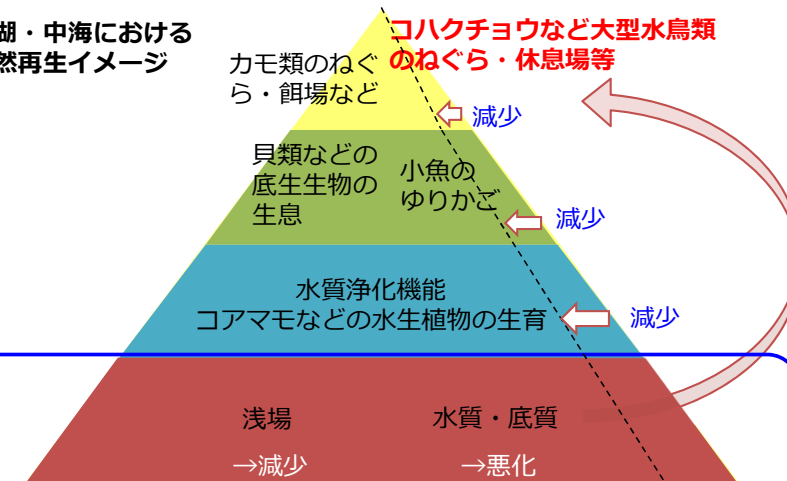 湖・中海における
然再生イメージ
コハクチョウなど大型水鳥類
のねぐら・休息場等
カモ類のねぐ
ら・餌場など
減少
貝類などの
底生生物の
生息
小魚の
ゆりかご
減少
水質浄化機能
コアマモなどの水生植物の生育
減少
浅場
水質・底質
→減少
→悪化